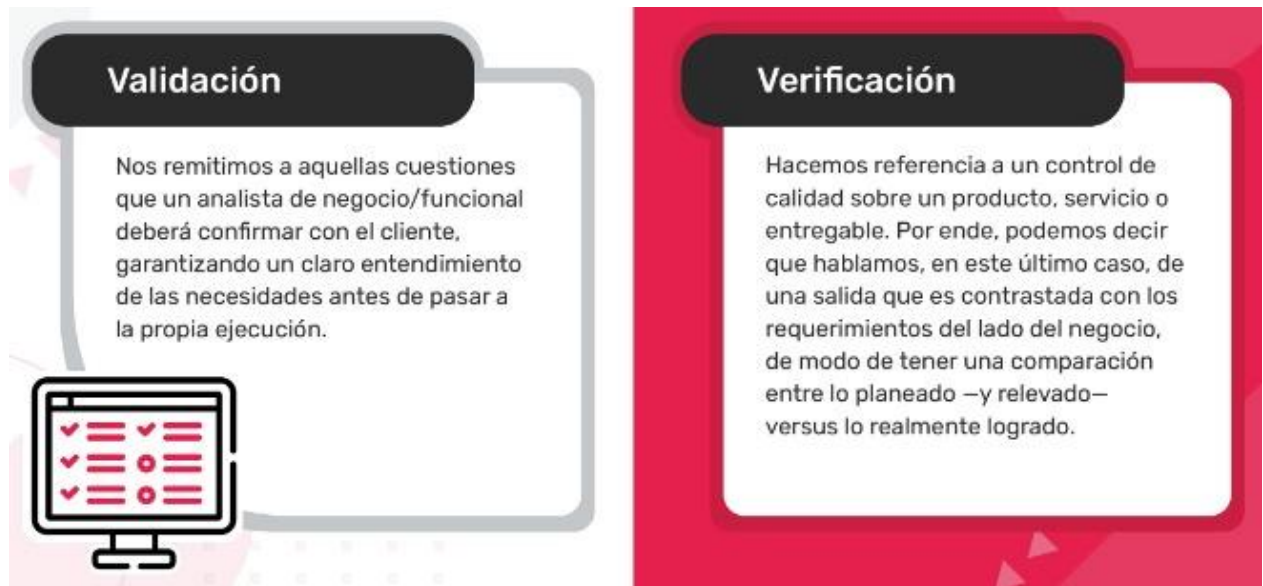 Validación
Nos remitimos a aquellas cuestiones
que un analista de negocio/funcional
deberá confirmar con el cliente,
garantizando un claro entendimiento
de las necesidades antes de pasar a
la propia ejecución.
Verificación
Hacemos referencia a un control de
calidad sobre un producto, servicio o
entregable. Por ende, podemos decir
que hablamos, en este último caso, de
una salida que es contrastada con los
requerimientos del lado del negocio,
de modo de tener una comparación
entre lo planeado —y relevado—
versus lo realmente logrado.